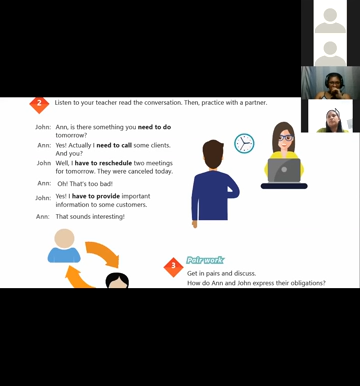 2 Listen to your teacher read the conversation. Then, practice with a partner.
John: Ann, is there something you need to do
tomorrow?
Ann: Yes! Actually I need to call some clients.
And you?
John Well, I have to reschedule two meetings
for tomorrow. They were canceled today.
Ann: Oh! That's too bad!
John: Yes! I have to provide important
information to some customers.
Ann: That sounds interesting!
3 Pair work
Get in pairs and discuss.
How do Ann and John express their obligations?